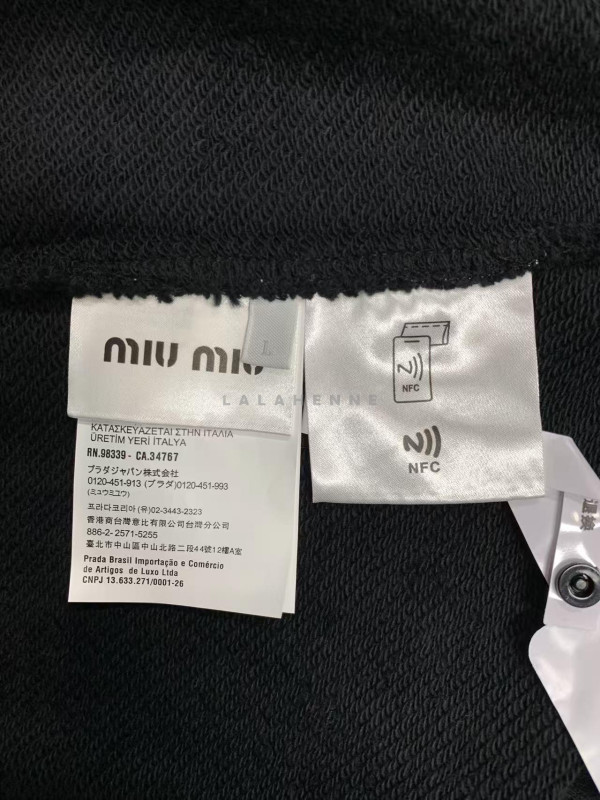 miu miu
L
LALAHENNE
NFC
NFC
ΚΑΤΑΣΚΕΥΑΖΕΤΑΙ ΣΤΗΝ ΙΤΑΛΙΑ
ÜRETİM YERİ İTALYA
RN.98339 - CA.34767
プラダジャパン株式会社
0120-451-913 (プラダ)0120-451-993
(ミュウミュウ)
프라다코리아 (유)02-3443-2323
香港商台灣意比有限公司台灣分公司
886-2- 2571-5255
臺北市中山區中山北路二段44號12樓A室
Prada Brasil Importação e Comércio
de Artigos de Luxo Ltda
CNPJ 13.633.271/0001-26